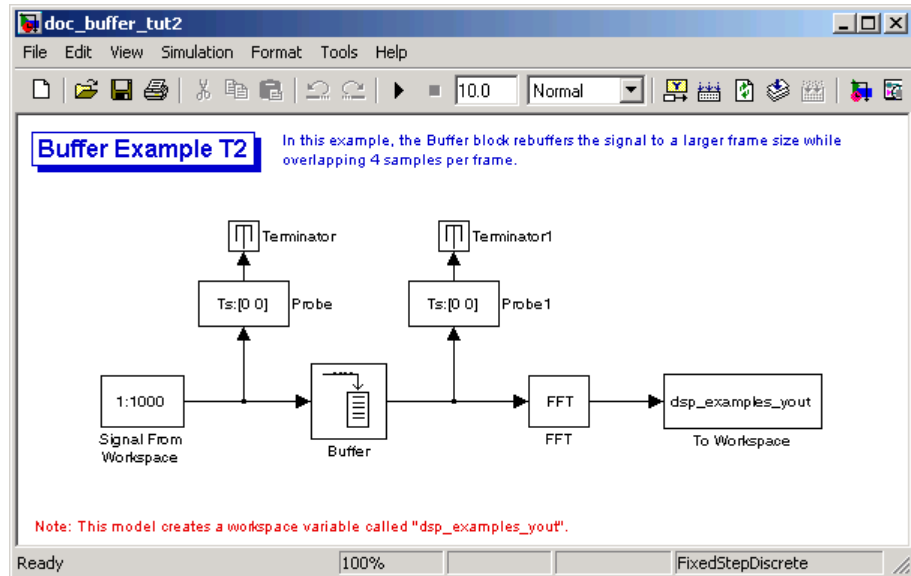 doc_buffer_tut2
File Edit View Simulation Format Tools Help
10.0 Normal
Buffer Example T2
In this example, the Buffer block rebuffers the signal to a larger frame size while
overlapping 4 samples per frame.
Terminator
Terminator1
Ts:[0 0]
Probe
Ts:[0 0]
Probe1
1:1000
FFT
dsp_examples_yout
Signal From
Workspace
Buffer
FFT
To Workspace
Note: This model creates a workspace variable called "dsp_examples_yout".
Ready 100% FixedStepDiscrete